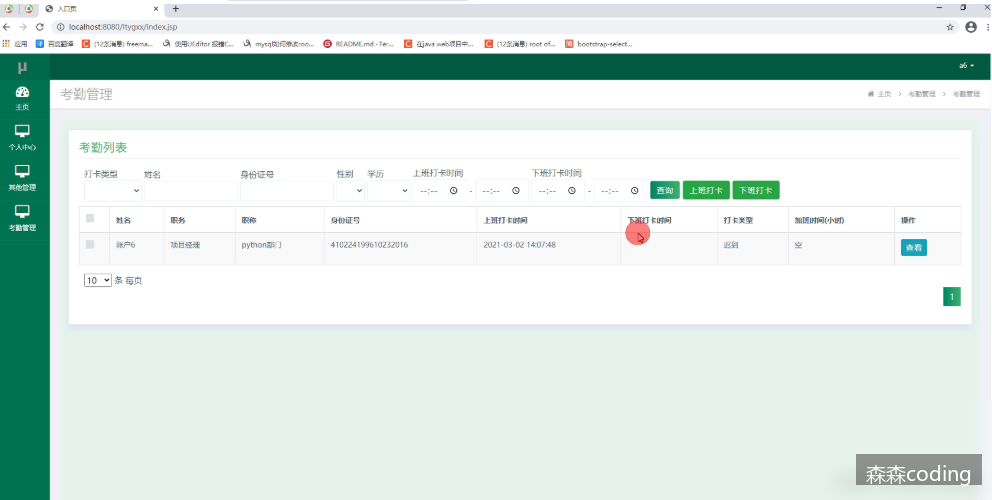 入口页
localhost:8080/ltygxx/index.jsp
应用 百度翻译 (12条消息) freema... 使用UEditor 报错C... mysql如何修改roo... README.md · Ter... 在java web项目中... (12条消息) root of... bootstrap-select...
μ a6
主页
个人中心
其他管理
考勤管理
考勤管理 主页 > 考勤管理 > 考勤管理
考勤列表
打卡类型 姓名 身份证号 性别 学历 上班打卡时间 下班打卡时间
--:-- - --:-- --:-- - --:-- 查询 上班打卡 下班打卡
姓名 职务 职称 身份证号 上班打卡时间 下班打卡时间 打卡类型 加班时间(小时) 操作
账户6 项目经理 python部门 410224199610232016 2021-03-02 14:07:48 迟到 空 查看
10 条 每页
1
森森coding